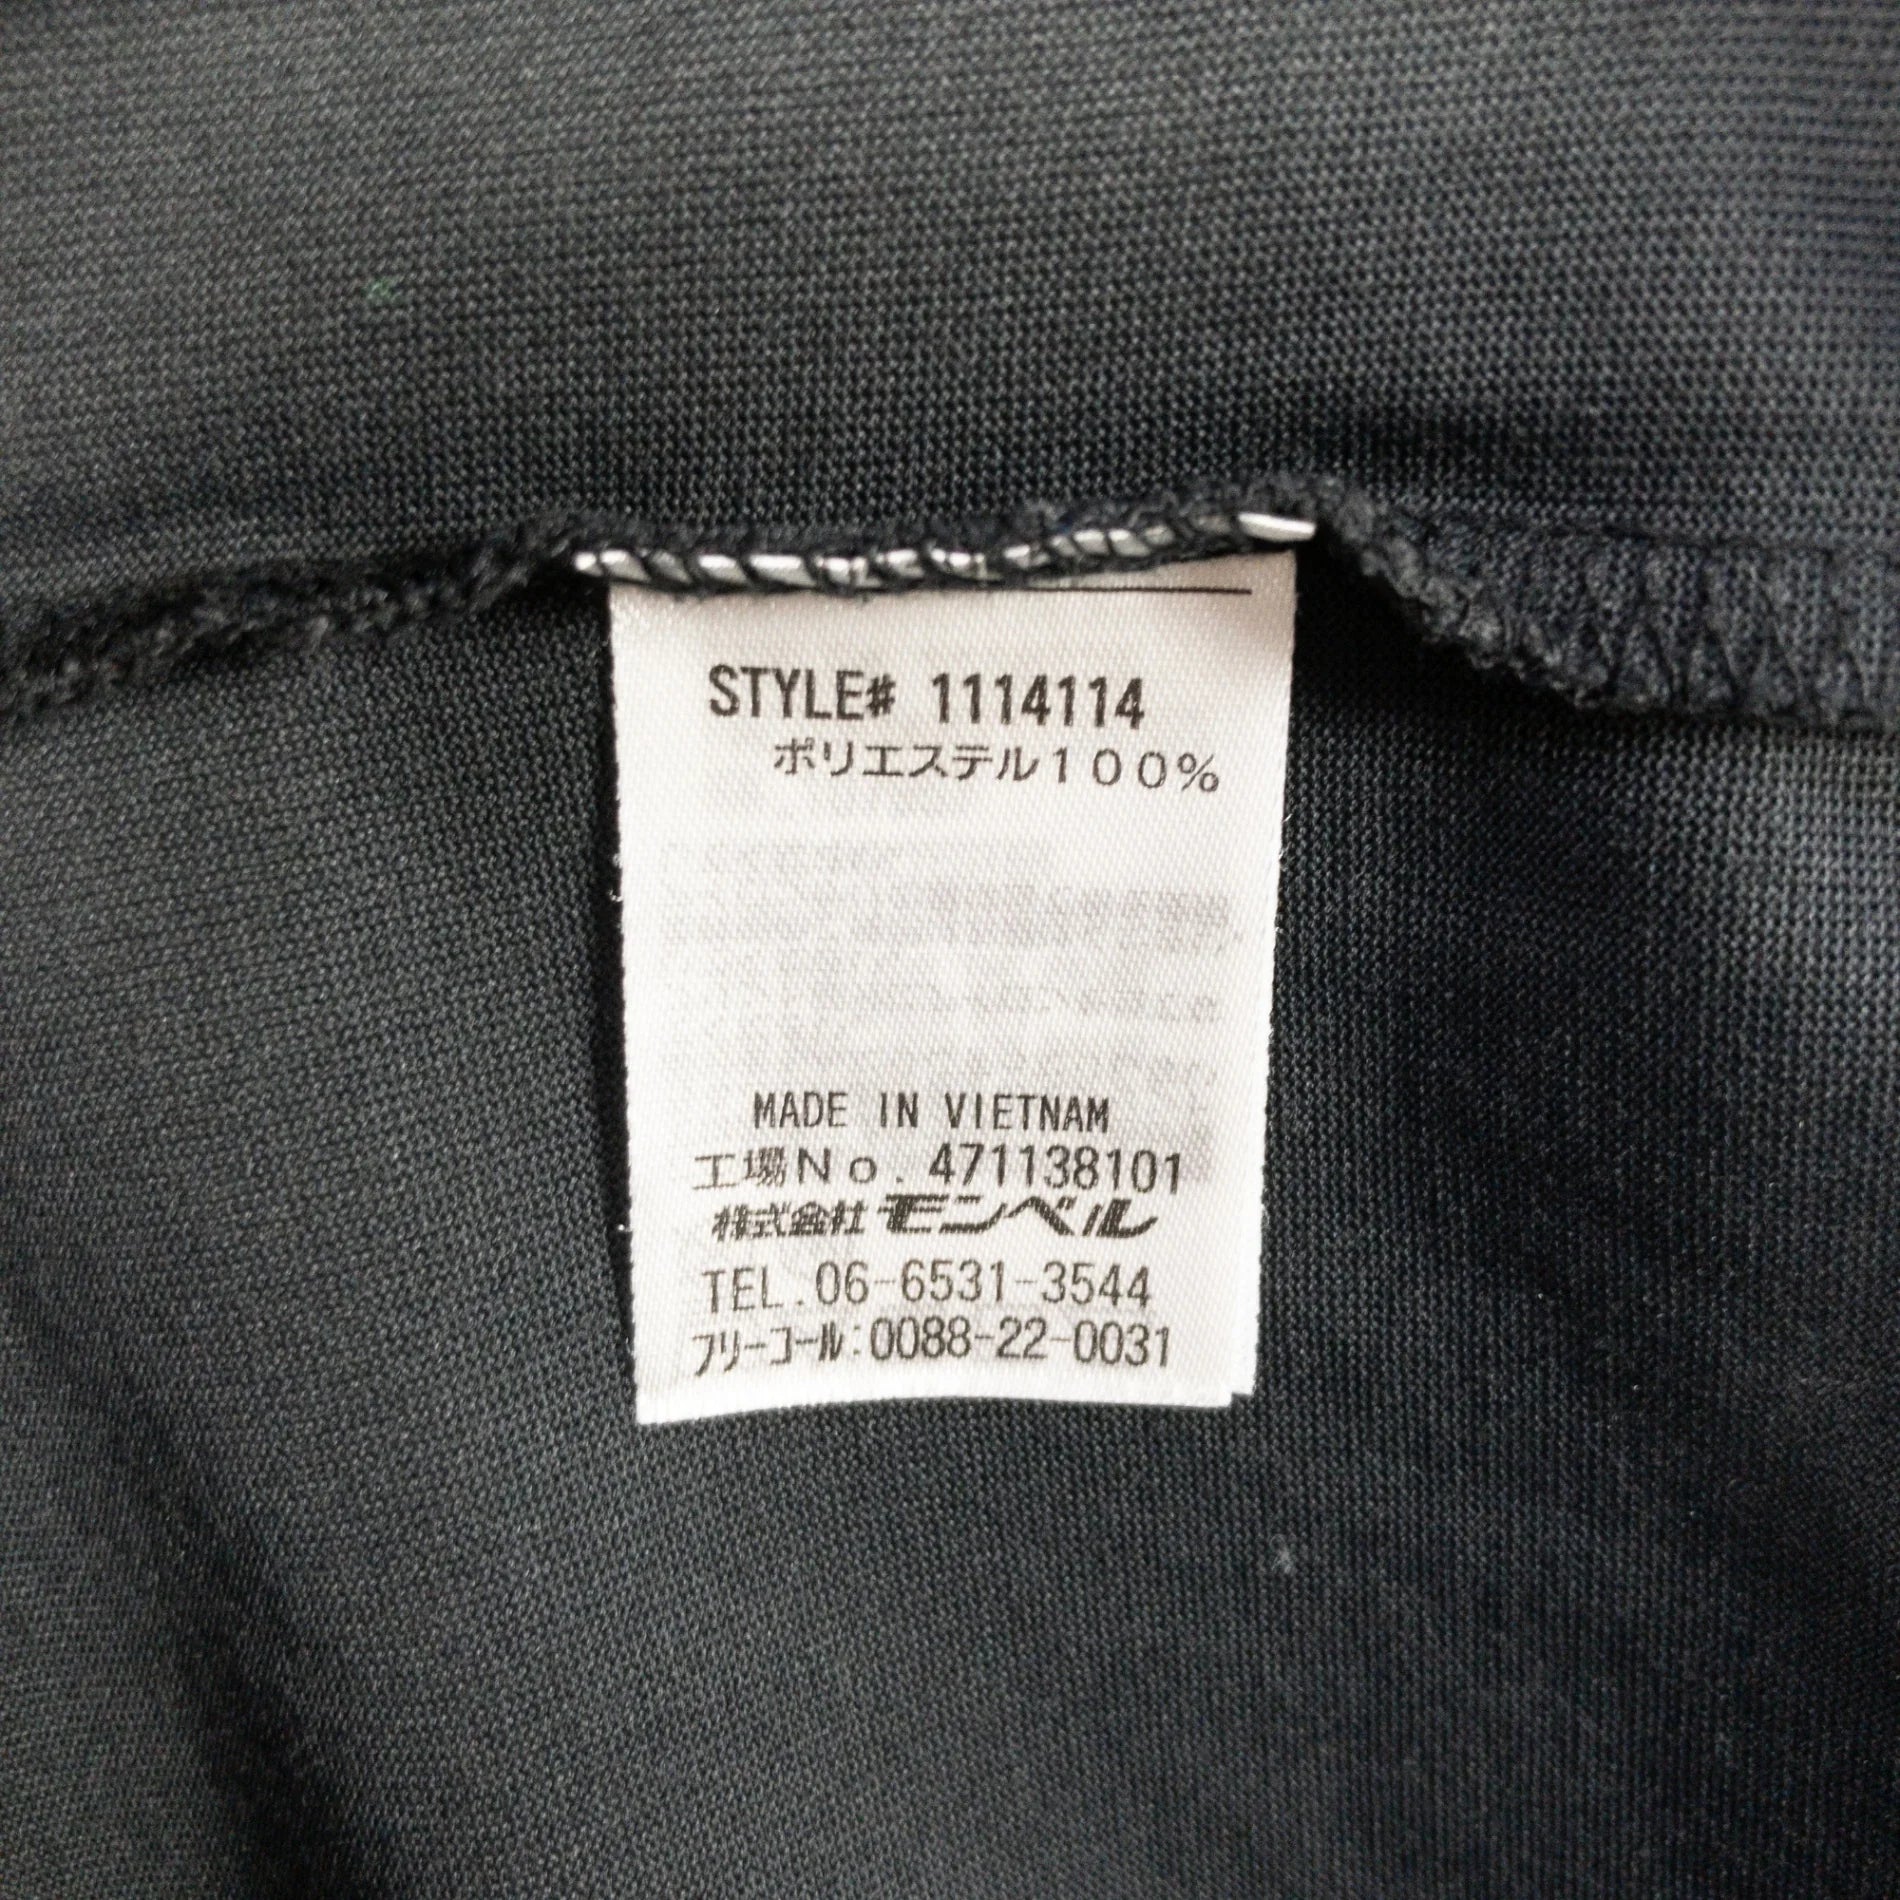 STYLE# 1114114
ポリエステル100%
MADE IN VIETNAM
工場No. 471138101
株式会社モンベル
TEL.06-6531-3544
フリーコール:0088-22-0031